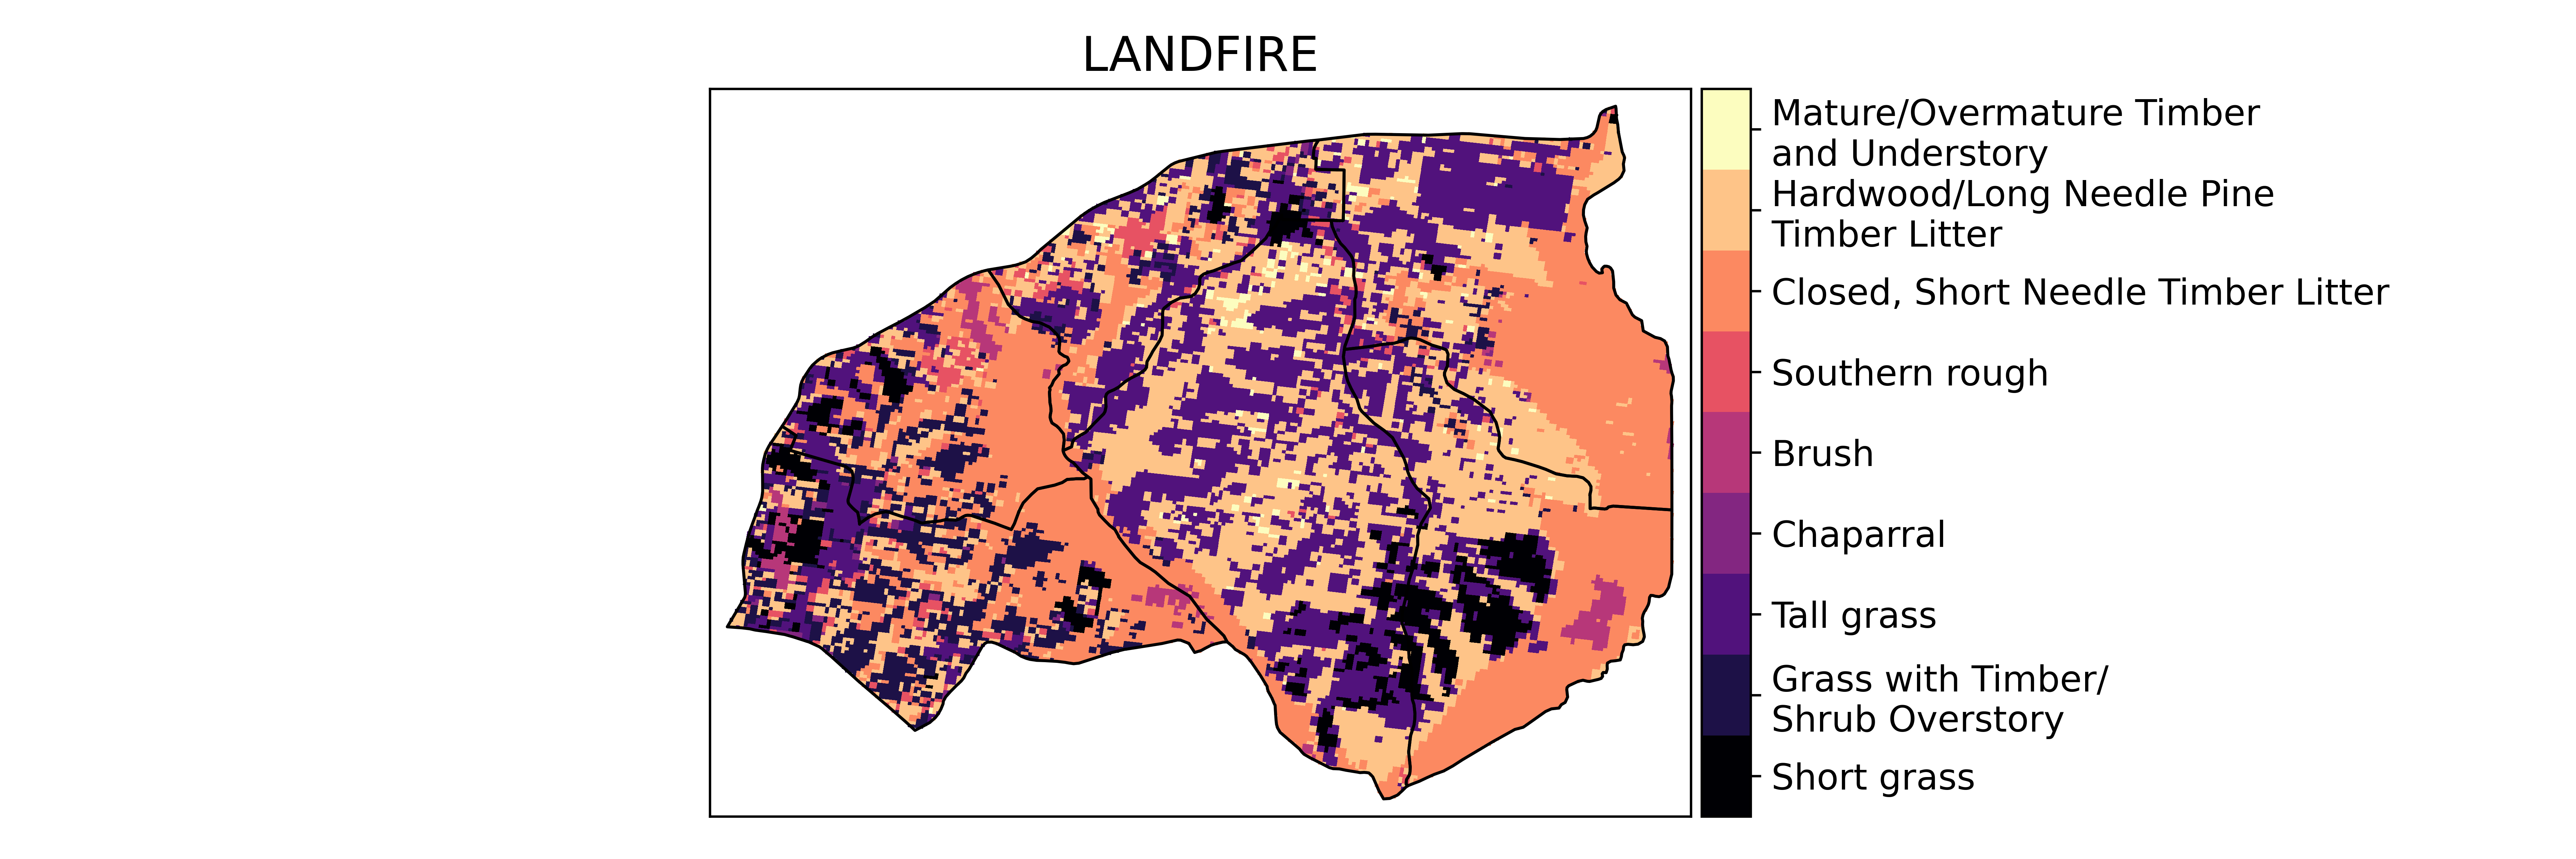 LANDFIRE
Mature/Overmature Timber
and Understory
Hardwood/Long Needle Pine
Timber Litter
Closed, Short Needle Timber Litter
Southern rough
Brush
Chaparral
Tall grass
Grass with Timber/
Shrub Overstory
Short grass